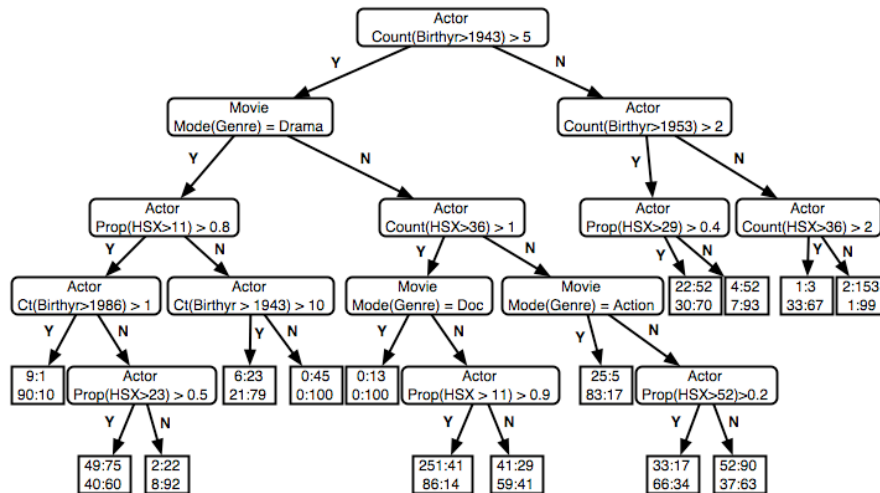 Actor
Count(Birthyr>1943) > 5
Y
N
Movie
Mode(Genre) = Drama
Actor
Count(Birthyr>1953) > 2
Y
N
Y
N
Actor
Prop(HSX>11) > 0.8
Actor
Count(HSX>36) > 1
Actor
Prop(HSX>29) > 0.4
Actor
Count(HSX>36) > 2
Y
N
Y
N
Y
N
Y
N
Actor
Ct(Birthyr>1986) > 1
Actor
Ct(Birthyr > 1943) > 10
Movie
Mode(Genre) = Doc
Movie
Mode(Genre) = Action
22:52
30:70
4:52
7:93
1:3
33:67
2:153
1:99
Y
N
Y
N
Y
N
Y
N
9:1
90:10
Actor
Prop(HSX>23) > 0.5
6:23
21:79
0:45
0:100
0:13
0:100
Actor
Prop(HSX > 11) > 0.9
25:5
83:17
Actor
Prop(HSX>52)>0.2
Y
N
Y
N
Y
N
49:75
40:60
2:22
8:92
251:41
86:14
41:29
59:41
33:17
66:34
52:90
37:63